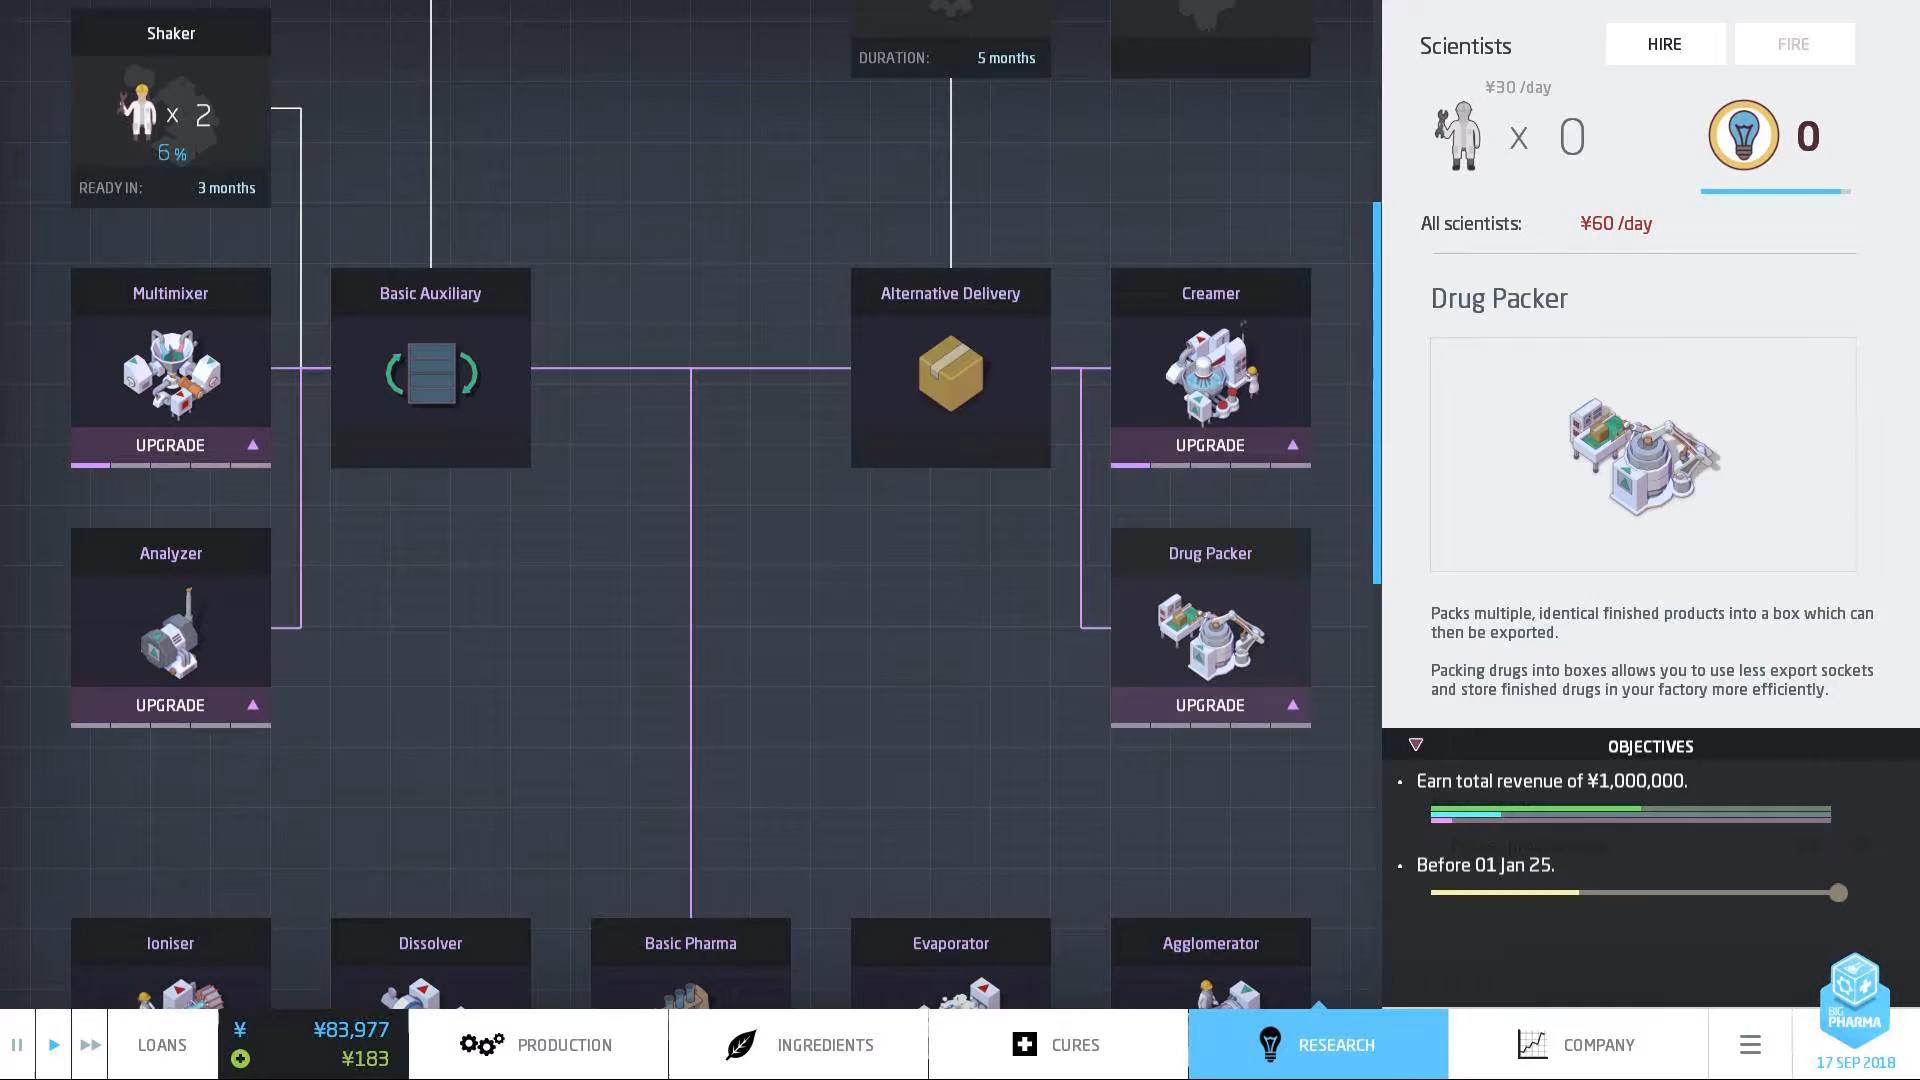 Shaker
x 2
6 %
READY IN: 3 months
DURATION: 5 months
Multimixer
UPGRADE
Basic Auxiliary
Alternative Delivery
Creamer
UPGRADE
Analyzer
UPGRADE
Drug Packer
UPGRADE
Ioniser
Dissolver
Basic Pharma
Evaporator
Agglomerator
Scientists
HIRE
FIRE
¥30 /day
x 0
0
All scientists: ¥60 /day
Drug Packer
Packs multiple, identical finished products into a box which can
then be exported.
Packing drugs into boxes allows you to use less export sockets
and store finished drugs in your factory more efficiently.
OBJECTIVES
• Earn total revenue of ¥1,000,000.
• Before 01 Jan 25.
LOANS
¥ ¥83,977
¥183
PRODUCTION
INGREDIENTS
CURES
RESEARCH
COMPANY
BIG
PHARMA
17 SEP 2018